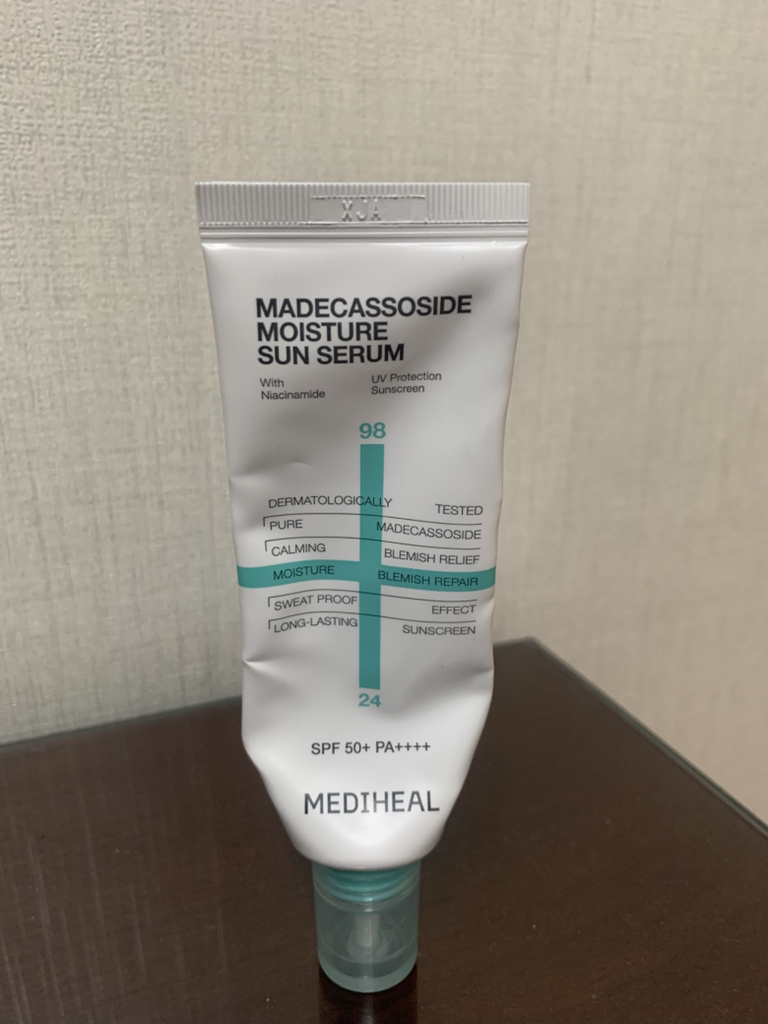 XJA
MADECASSOSIDE
MOISTURE
SUN SERUM
With
Niacinamide
UV Protection
Sunscreen
98
DERMATOLOGICALLY TESTED
PURE MADECASSOSIDE
CALMING BLEMISH RELIEF
MOISTURE BLEMISH REPAIR
SWEAT PROOF EFFECT
LONG-LASTING SUNSCREEN
24
SPF 50+ PA++++
MEDIHEAL